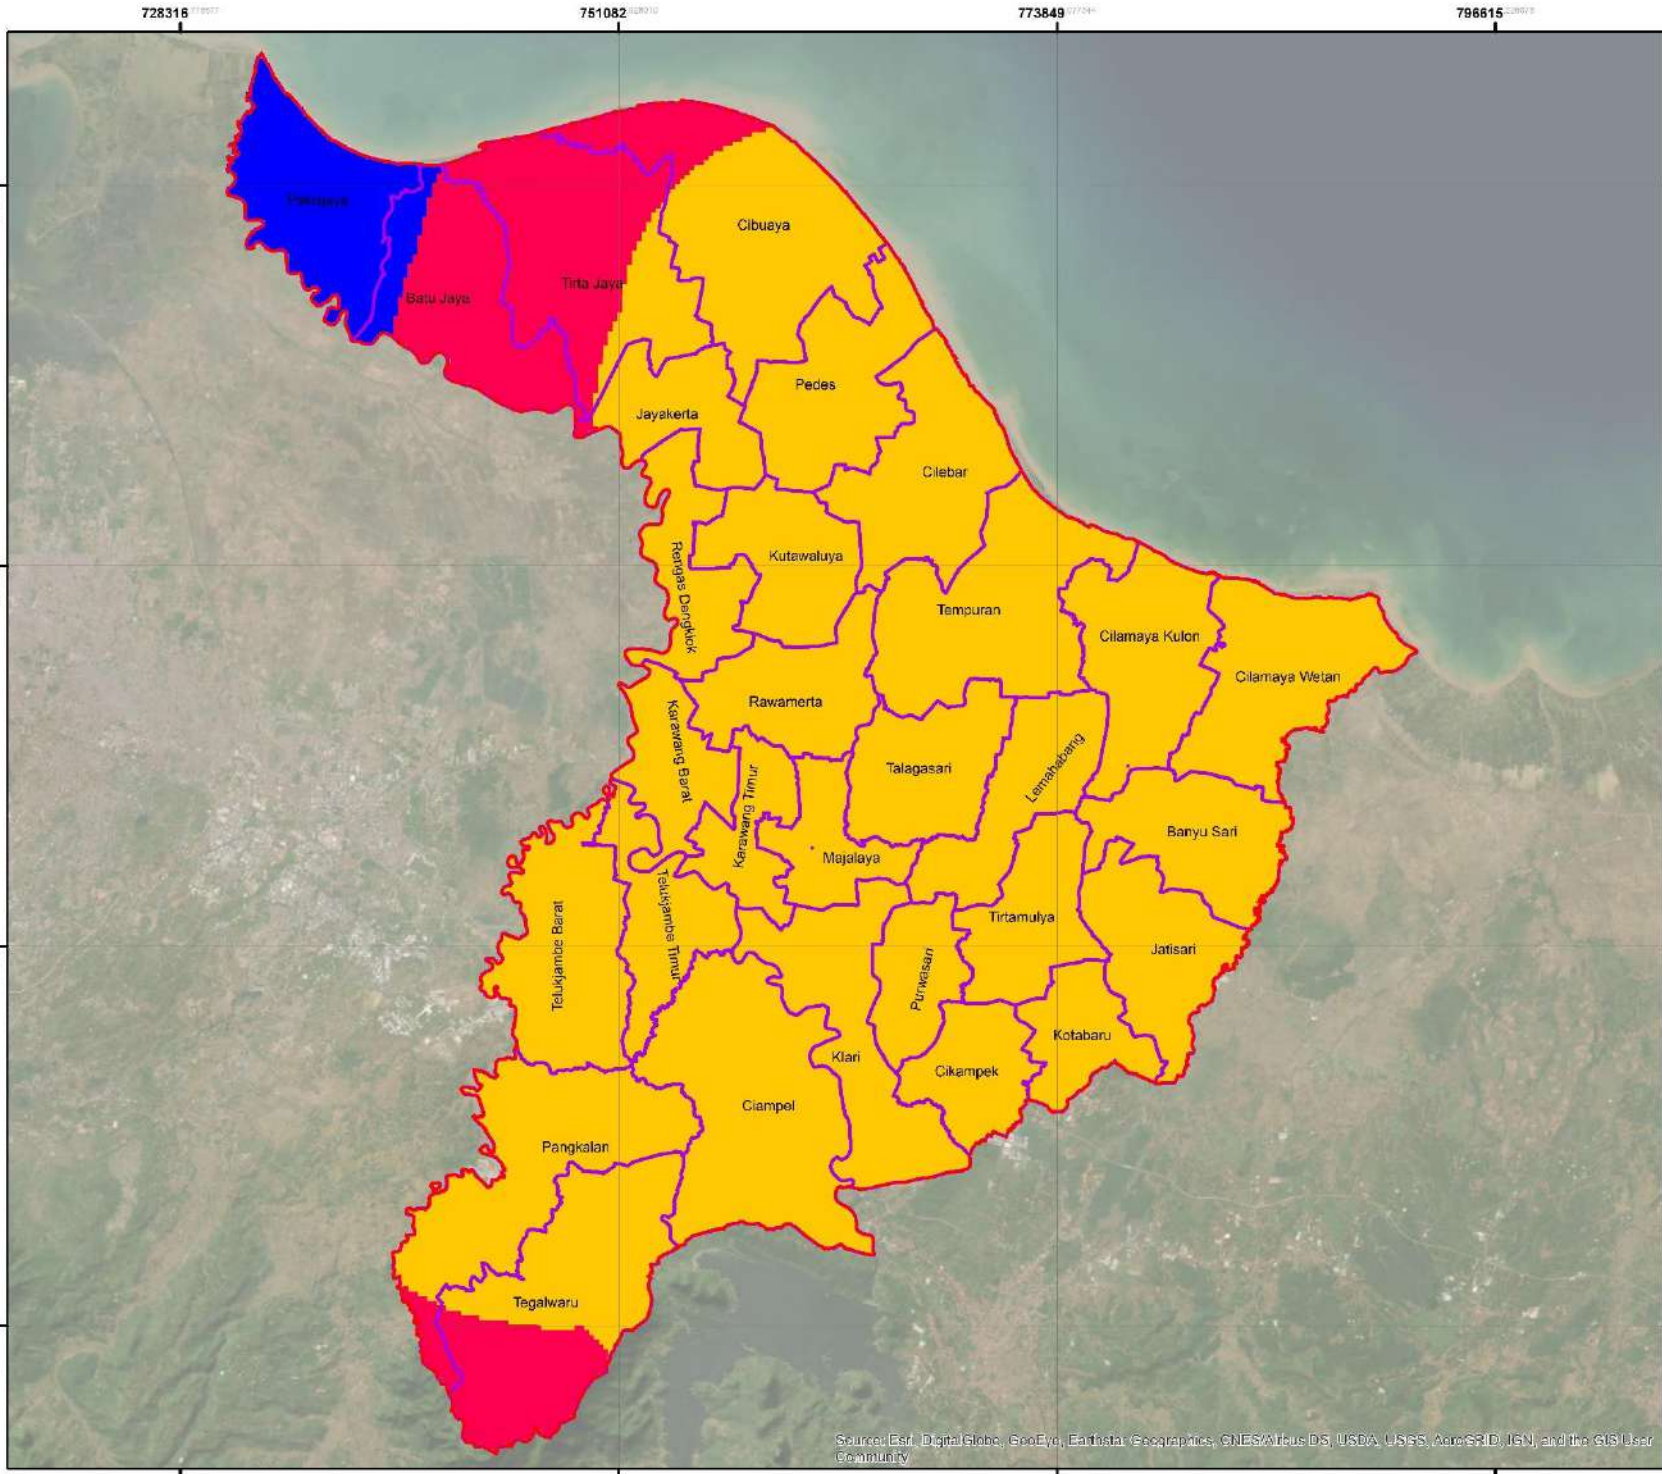 728316
751082
773849
796615
Pakisjaya
Cibuaya
Tirta Jaya
Batu Jaya
Pedes
Jayakerta
Cilebar
Kutawaluya
Rengas Dengklok
Tempuran
Cilamaya Kulon
Cilamaya Wetan
Rawamerta
Karawang Barat
Talagasari
Lemahabang
Karawang Timur
Banyu Sari
Majalaya
Telukjambe Barat
Telukjambe Timur
Tirtamulya
Jatisari
Purwasari
Kotabaru
Klari
Cikampek
Ciampel
Pangkalan
Tegalwaru
Source: Esri, DigitalGlobe, GeoEye, Earthstar Geographics, CNES/Airbus DS, USDA, USGS, AeroGRID, IGN, and the GIS User
Community